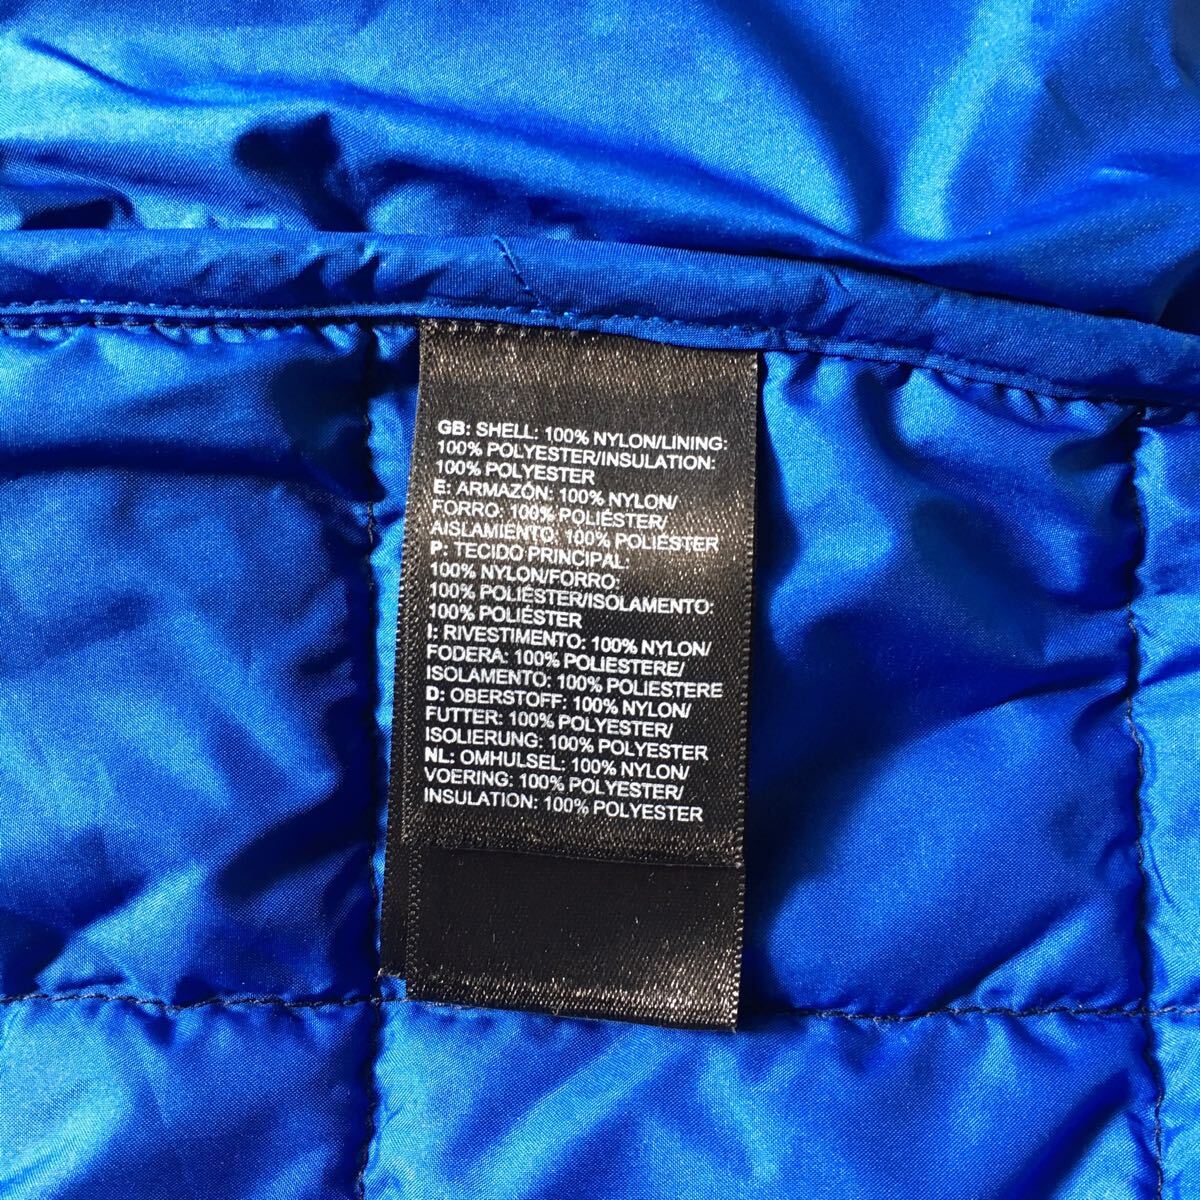 GB: SHELL: 100% NYLON/LINING:
100% POLYESTER/INSULATION:
100% POLYESTER
E: ARMAZÓN: 100% NYLON/
FORRO: 100% POLIÉSTER/
AISLAMIENTO: 100% POLIÉSTER
P: TECIDO PRINCIPAL:
100% NYLON/FORRO:
100% POLIÉSTER/ISOLAMENTO:
100% POLIÉSTER
I: RIVESTIMENTO: 100% NYLON/
FODERA: 100% POLIESTERE/
ISOLAMENTO: 100% POLIESTERE
D: OBERSTOFF: 100% NYLON/
FUTTER: 100% POLYESTER/
ISOLIERUNG: 100% POLYESTER
NL: OMHULSEL: 100% NYLON/
VOERING: 100% POLYESTER/
INSULATION: 100% POLYESTER